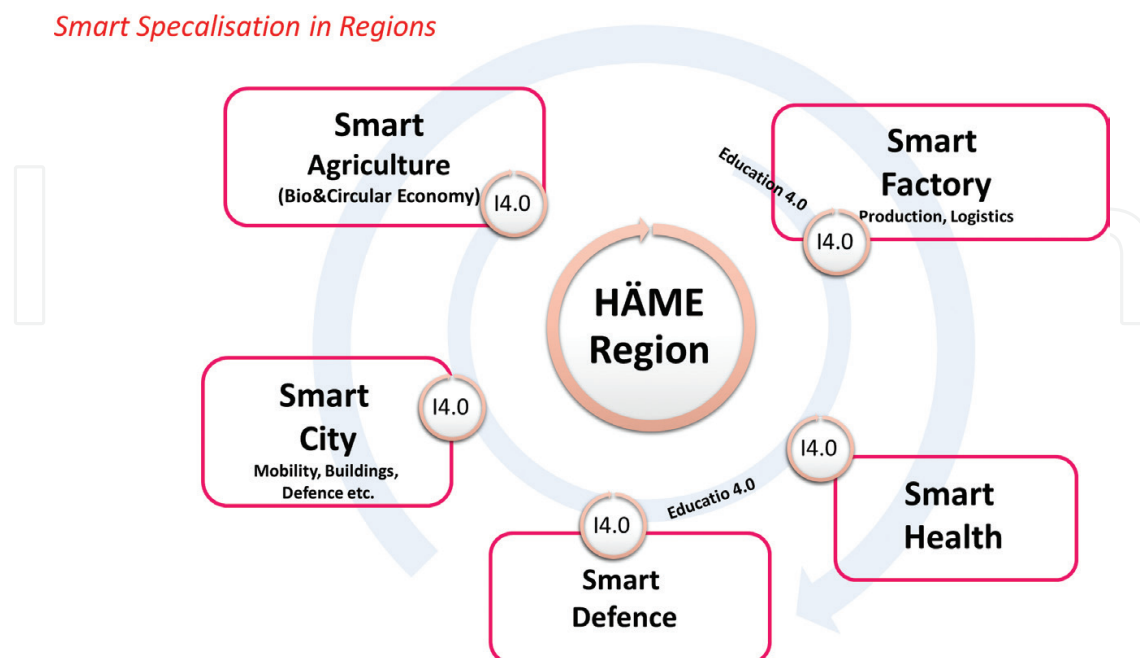 Smart Specalisation in Regions
Smart
Agriculture
(Bio&Circular Economy)
I4.0
Education 4.0
Smart
Factory
Production, Logistics
I4.0
HÄME
Region
Smart
City
Mobility, Buildings,
Defence etc.
I4.0
I4.0
Smart
Health
Educatio 4.0
I4.0
Smart
Defence